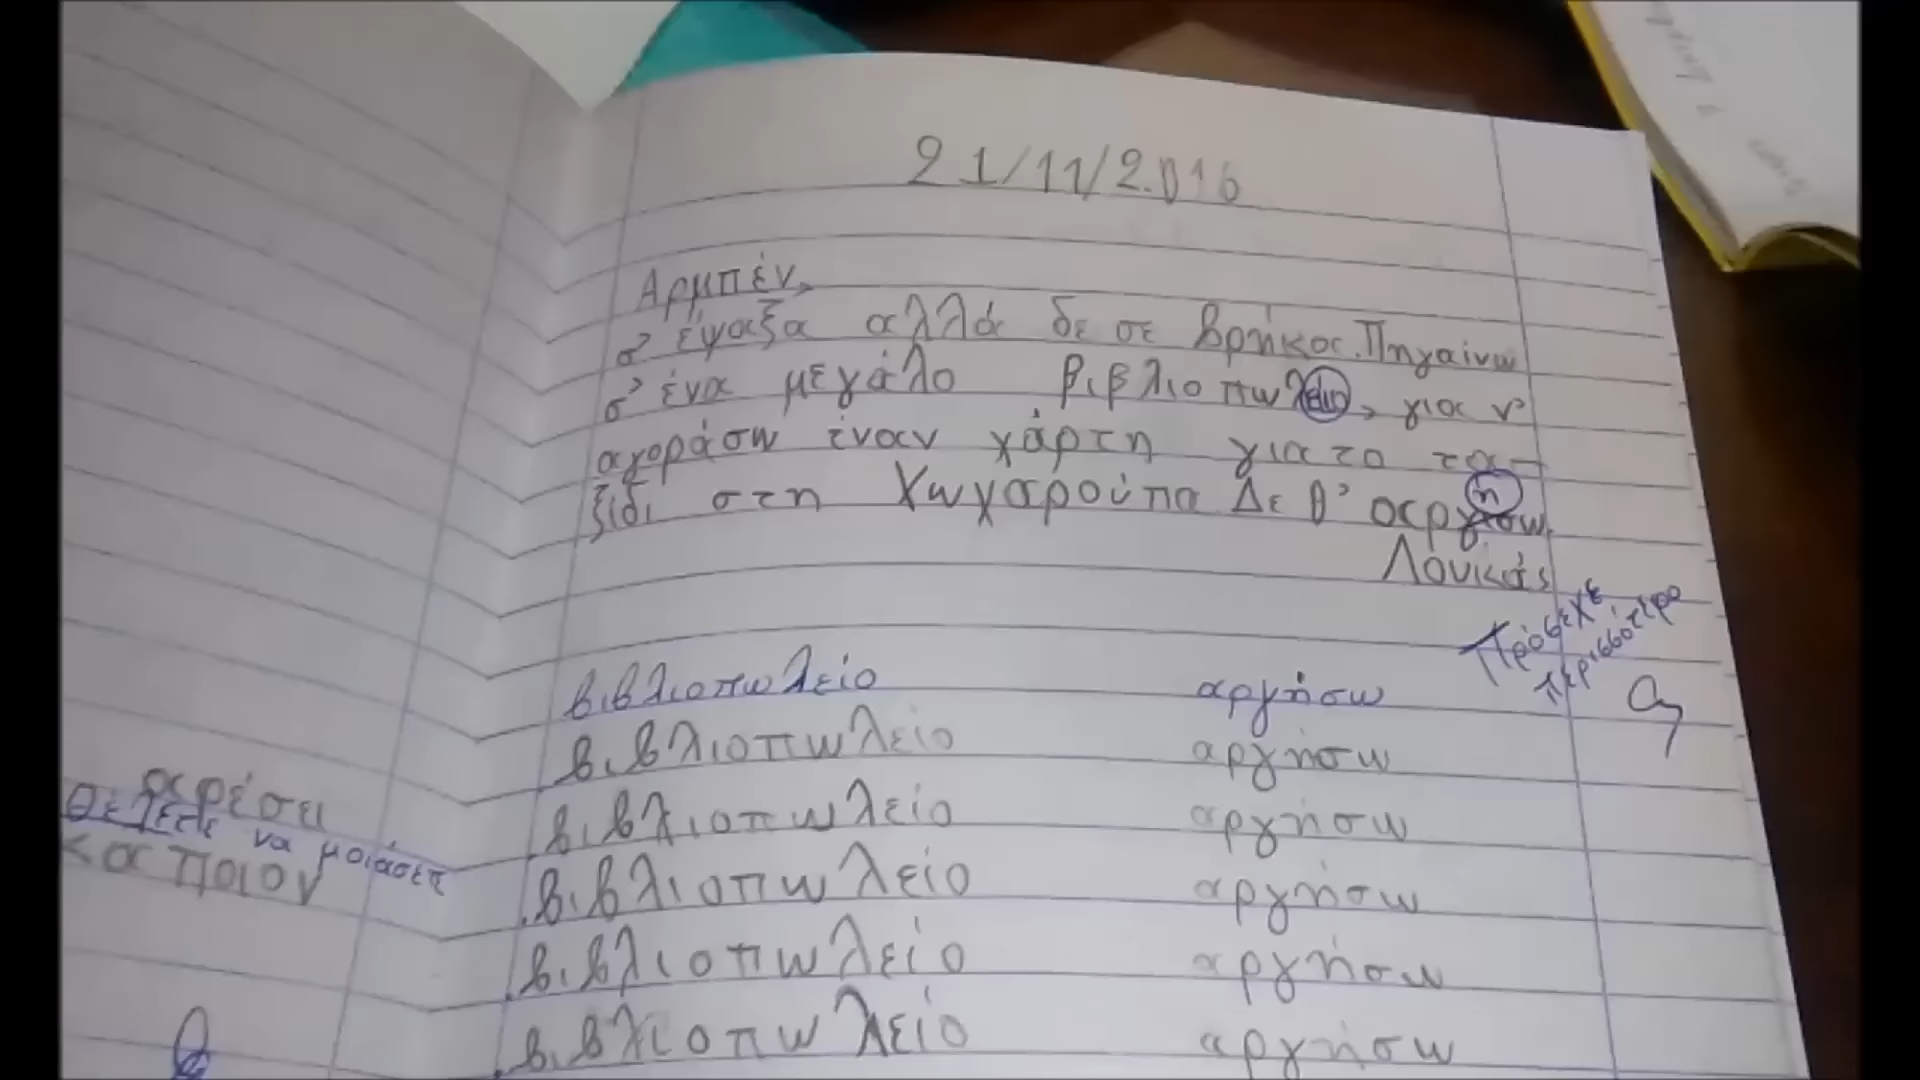 21/11/2.016
Αρμπέν,
σ' έψαξα αλλά δε σε βρήκα. Πηγαίνω
σ' ένα μεγάλο βιβλιοπωλείο, για ν'
αγοράσω έναν χάρτη για το τα-
ξίδι στη Χωχαρούπα Δε θ' αργήσω.
Λουκάς
Πρόσεχε
περισσότερο
βιβλιοπωλείο αργήσω
βιβλιοπωλείο αργήσω
βιβλιοπωλείο αργήσω
βιβλιοπωλείο αργήσω
βιβλιοπωλείο αργήσω
βιβλιοπωλείο αργήσω
αρέσει
Θέλετε να μοιάσετε
κάποιον